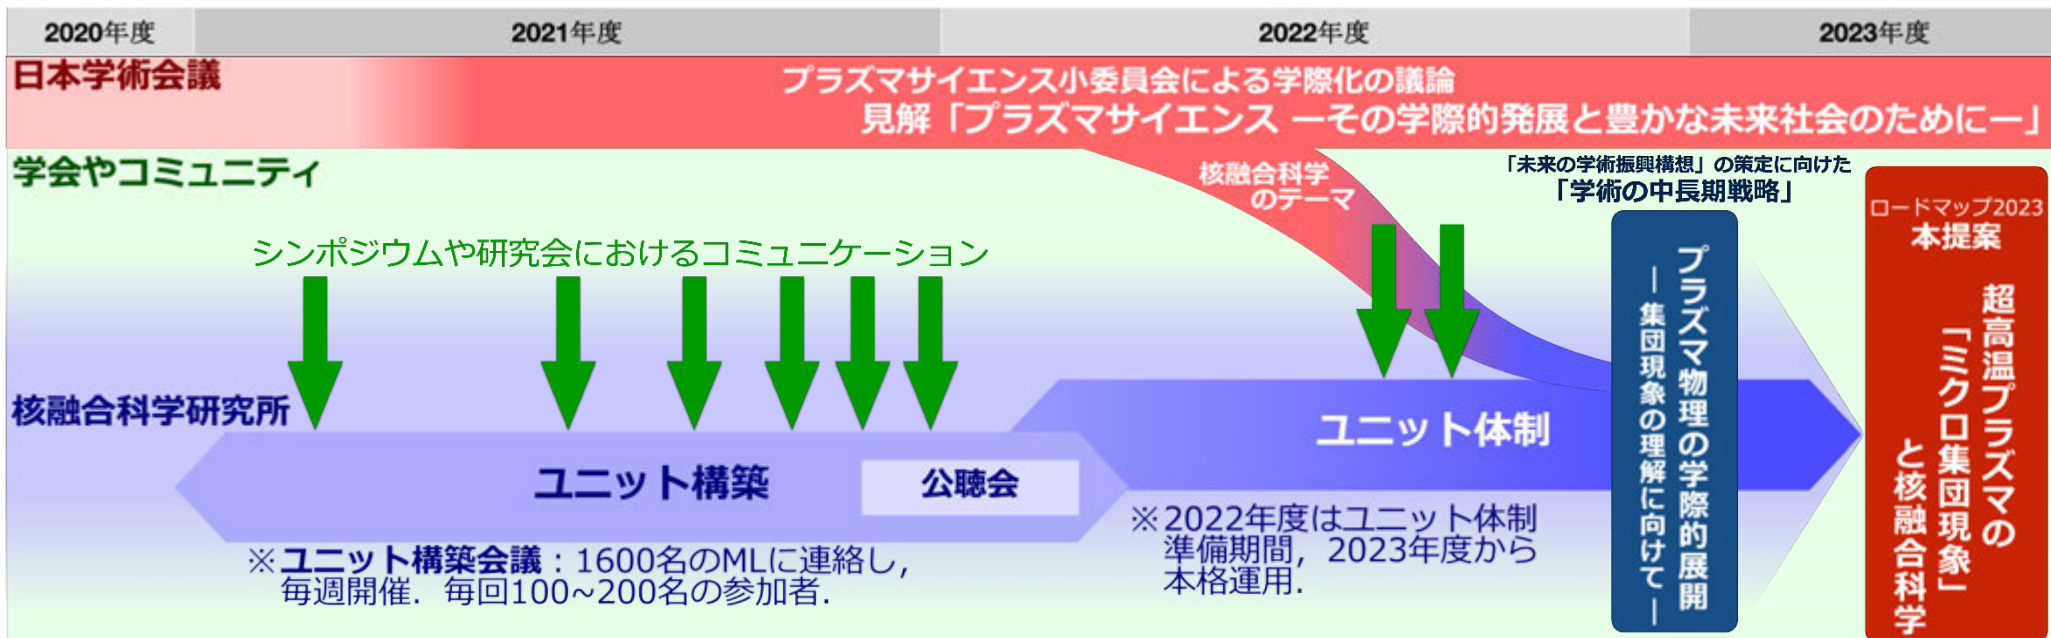 2020年度
2021年度
2022年度
2023年度
日本学術会議
プラズマサイエンス小委員会による学際化の議論
見解「プラズマサイエンス ーその学際的発展と豊かな未来社会のためにー」
学会やコミュニティ
核融合科学
のテーマ
「未来の学術振興構想」の策定に向けた
「学術の中長期戦略」
シンポジウムや研究会におけるコミュニケーション
プラズマ物理の学際的展開
ー 集団現象の理解に向けて ー
ロードマップ2023
本提案
超高温プラズマの
「ミクロ集団現象」
と核融合科学
核融合科学研究所
ユニット構築
公聴会
ユニット体制
※ユニット構築会議：1600名のMLに連絡し,
毎週開催．毎回100~200名の参加者.
※2022年度はユニット体制
準備期間，2023年度から
本格運用.